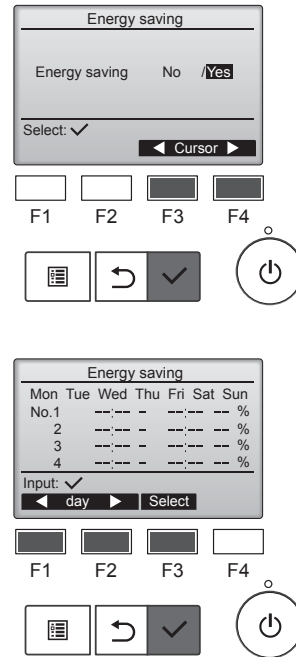 Energy saving
Energy saving No /Yes
Select: ✓
◀ Cursor ▶
F1 F2 F3 F4
Energy saving
Mon Tue Wed Thu Fri Sat Sun
No.1 --:-- - --:-- -- %
2 --:-- - --:-- -- %
3 --:-- - --:-- -- %
4 --:-- - --:-- -- %
Input: ✓
◀ day ▶ Select
F1 F2 F3 F4